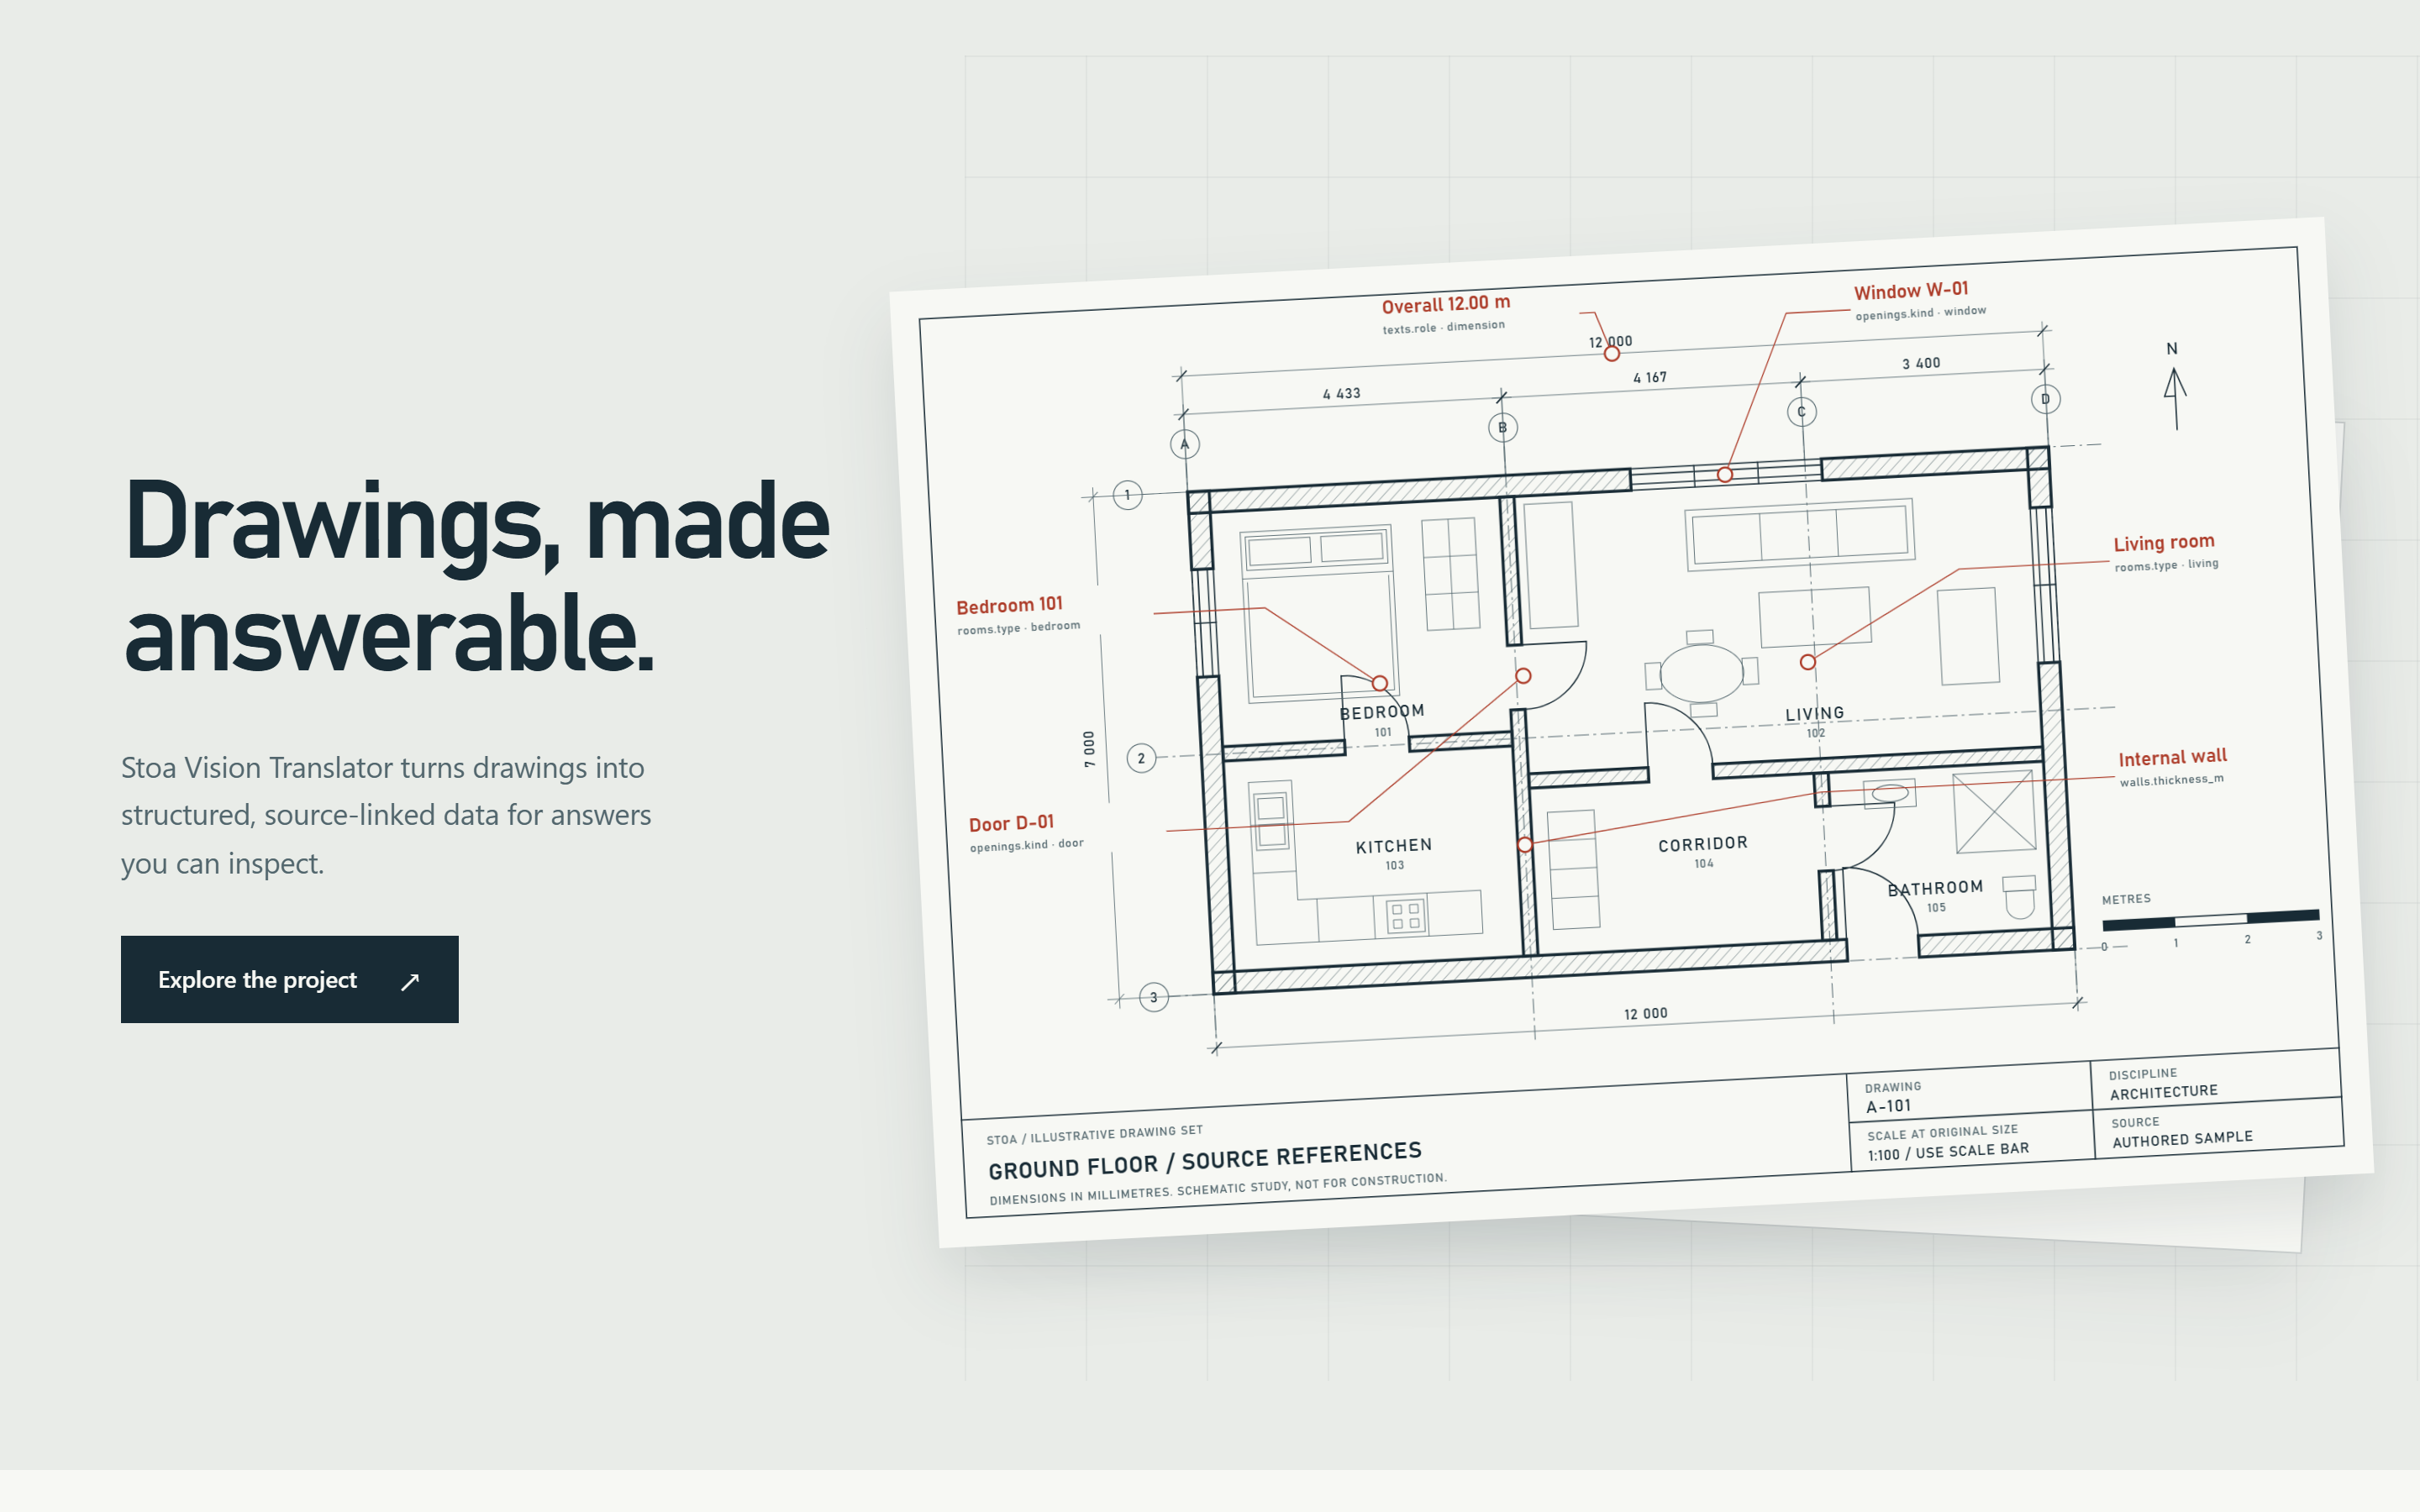 Drawings, made
answerable.
Stoa Vision Translator turns drawings into
structured, source-linked data for answers
you can inspect.
Explore the project ↗
Overall 12.00 m
texts.role · dimension
Window W-01
openings.kind · window
12 000
4 433
4 167
3 400
N
A
B
C
D
1
Bedroom 101
rooms.type · bedroom
Living room
rooms.type · living
BEDROOM
101
LIVING
102
7 000
2
Internal wall
walls.thickness_m
Door D-01
openings.kind · door
KITCHEN
103
CORRIDOR
104
BATHROOM
105
METRES
0 1 2 3
3
12 000
STOA / ILLUSTRATIVE DRAWING SET
GROUND FLOOR / SOURCE REFERENCES
DIMENSIONS IN MILLIMETRES. SCHEMATIC STUDY, NOT FOR CONSTRUCTION.
DRAWING
A-101
SCALE AT ORIGINAL SIZE
1:100 / USE SCALE BAR
DISCIPLINE
ARCHITECTURE
SOURCE
AUTHORED SAMPLE